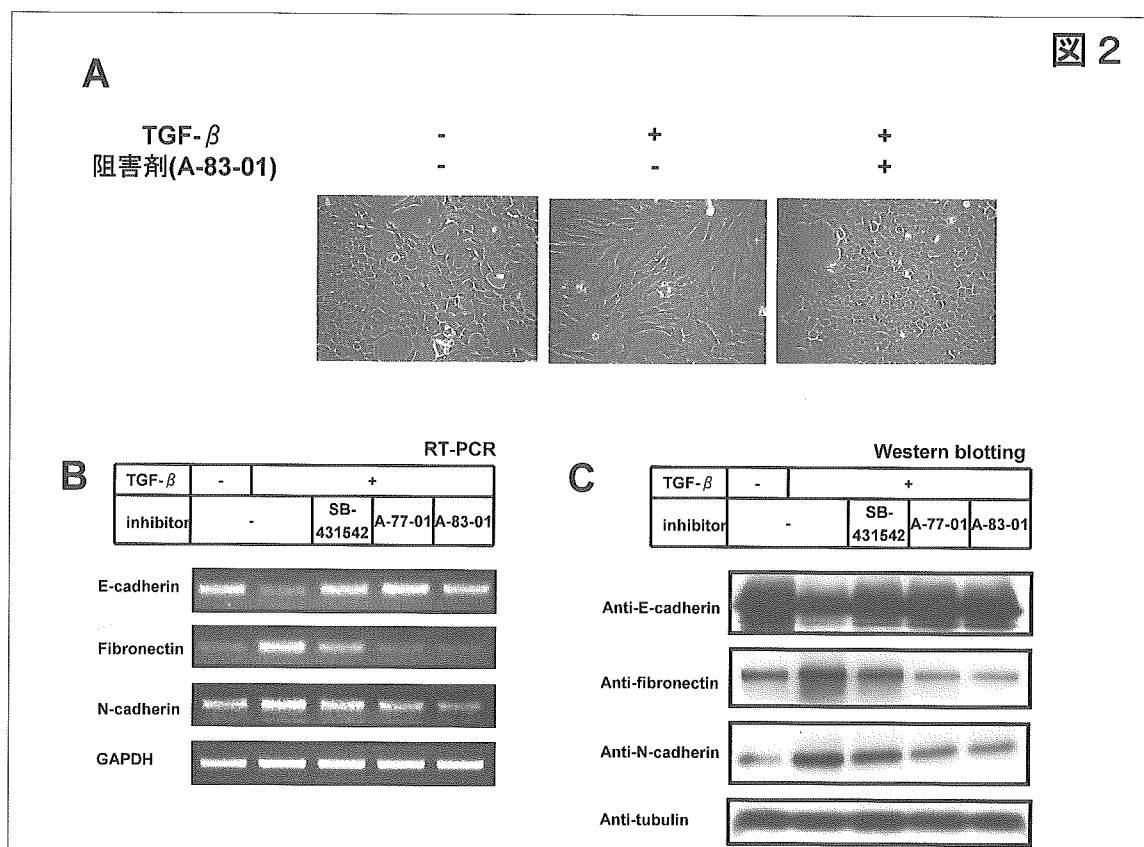 図 2
A
TGF-β - + +
阻害剤(A-83-01) - - +
B
RT-PCR
TGF-β - +
inhibitor - SB-431542 A-77-01 A-83-01
E-cadherin
Fibronectin
N-cadherin
GAPDH
C
Western blotting
TGF-β - +
inhibitor - SB-431542 A-77-01 A-83-01
Anti-E-cadherin
Anti-fibronectin
Anti-N-cadherin
Anti-tubulin